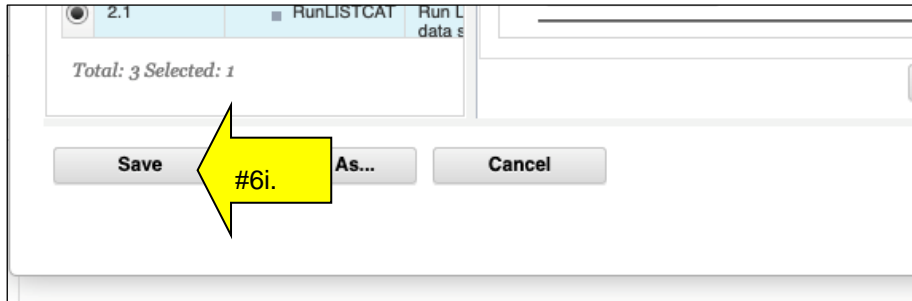 2.1 RunLISTCAT Run L
data s
Total: 3 Selected: 1
Save #6i. As... Cancel